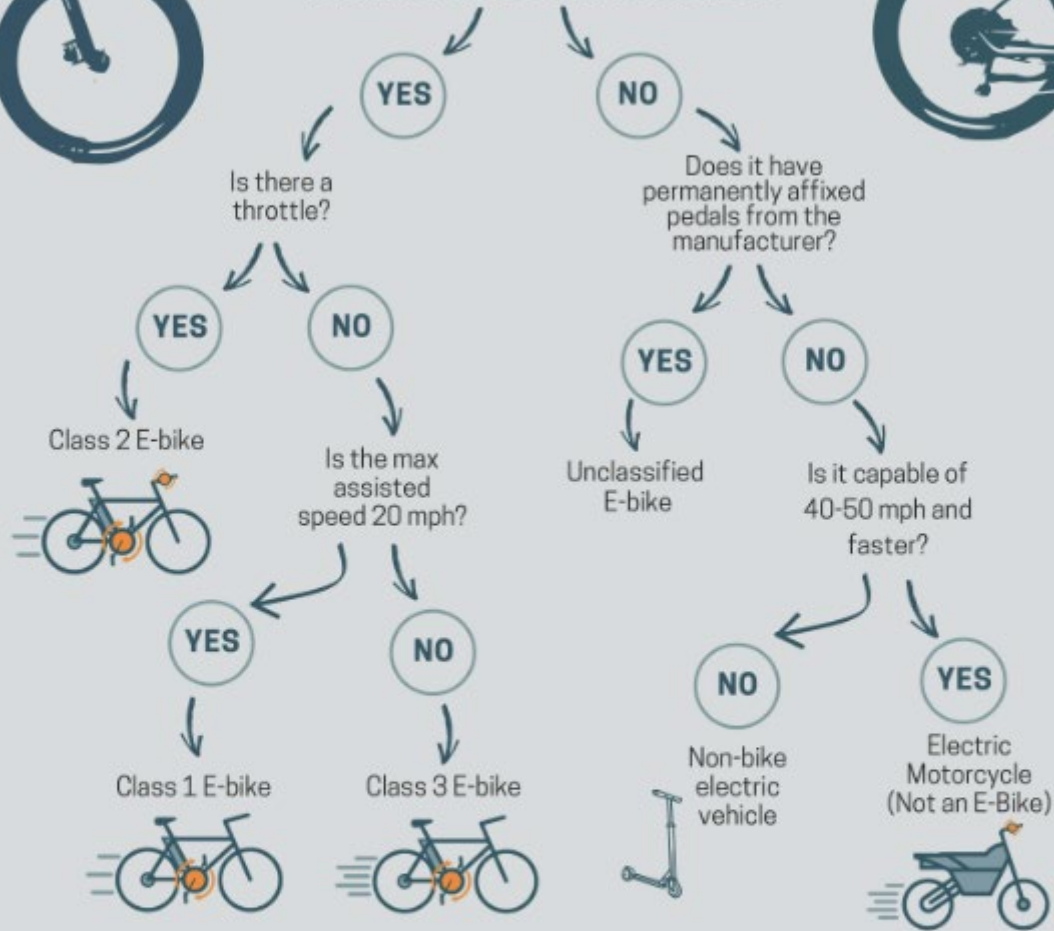 YES
NO
Is there a
throttle?
Does it have
permanently affixed
pedals from the
manufacturer?
YES
NO
YES
NO
Class 2 E-bike
Is the max
assisted
speed 20 mph?
Unclassified
E-bike
Is it capable of
40-50 mph and
faster?
YES
NO
NO
YES
Class 1 E-bike
Class 3 E-bike
Non-bike
electric
vehicle
Electric
Motorcycle
(Not an E-Bike)